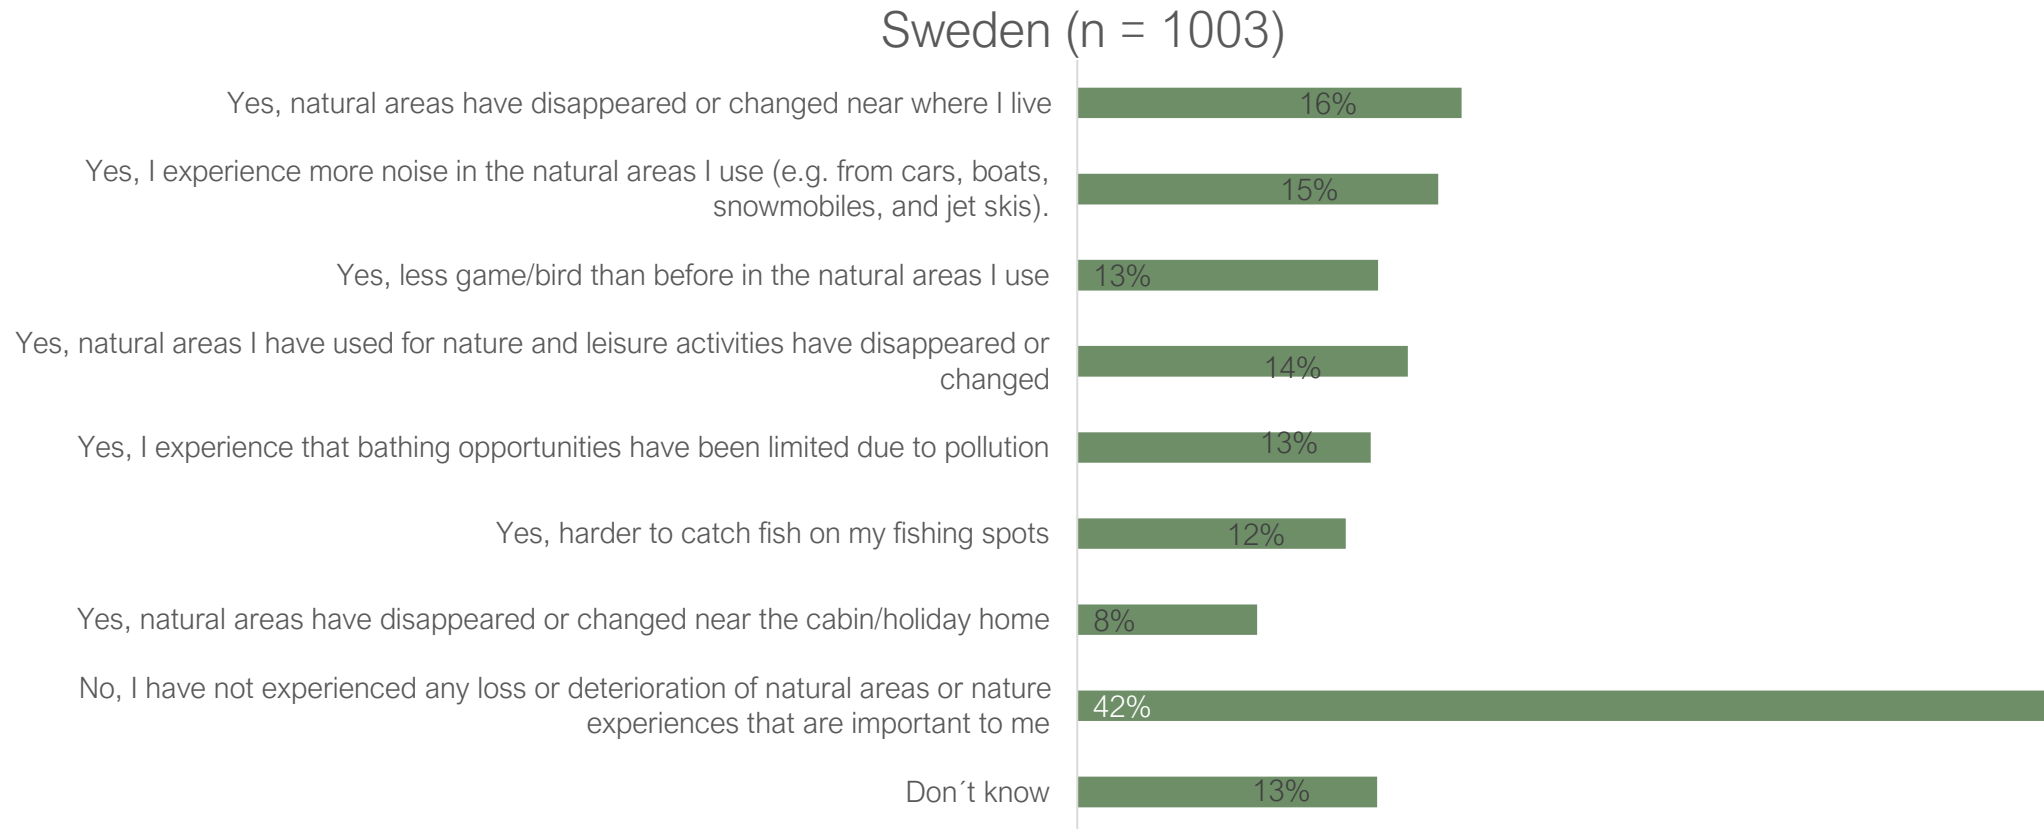 Sweden (n = 1003)
Yes, natural areas have disappeared or changed near where I live
16%
Yes, I experience more noise in the natural areas I use (e.g. from cars, boats,
snowmobiles, and jet skis).
15%
Yes, less game/bird than before in the natural areas I use
13%
Yes, natural areas I have used for nature and leisure activities have disappeared or
changed
14%
Yes, I experience that bathing opportunities have been limited due to pollution
13%
Yes, harder to catch fish on my fishing spots
12%
Yes, natural areas have disappeared or changed near the cabin/holiday home
8%
No, I have not experienced any loss or deterioration of natural areas or nature
experiences that are important to me
42%
Don´t know
13%